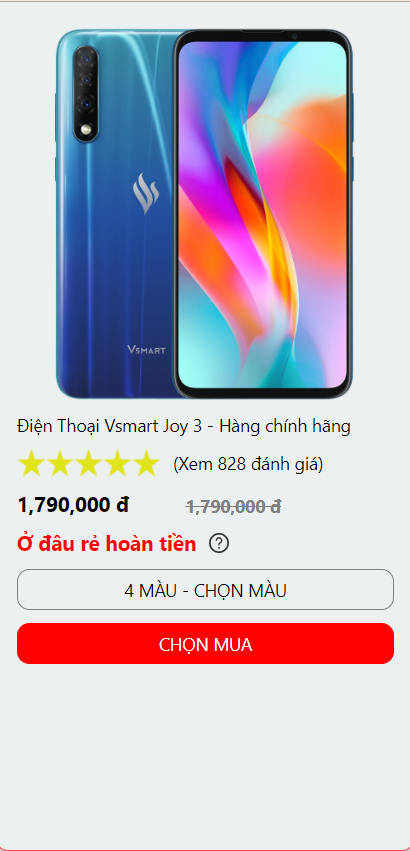 VSMART
Điện Thoại Vsmart Joy 3 - Hàng chính hãng
(Xem 828 đánh giá)
1,790,000 đ 1,790,000 đ
Ở đâu rẻ hoàn tiền ?
4 MÀU - CHỌN MÀU
CHỌN MUA